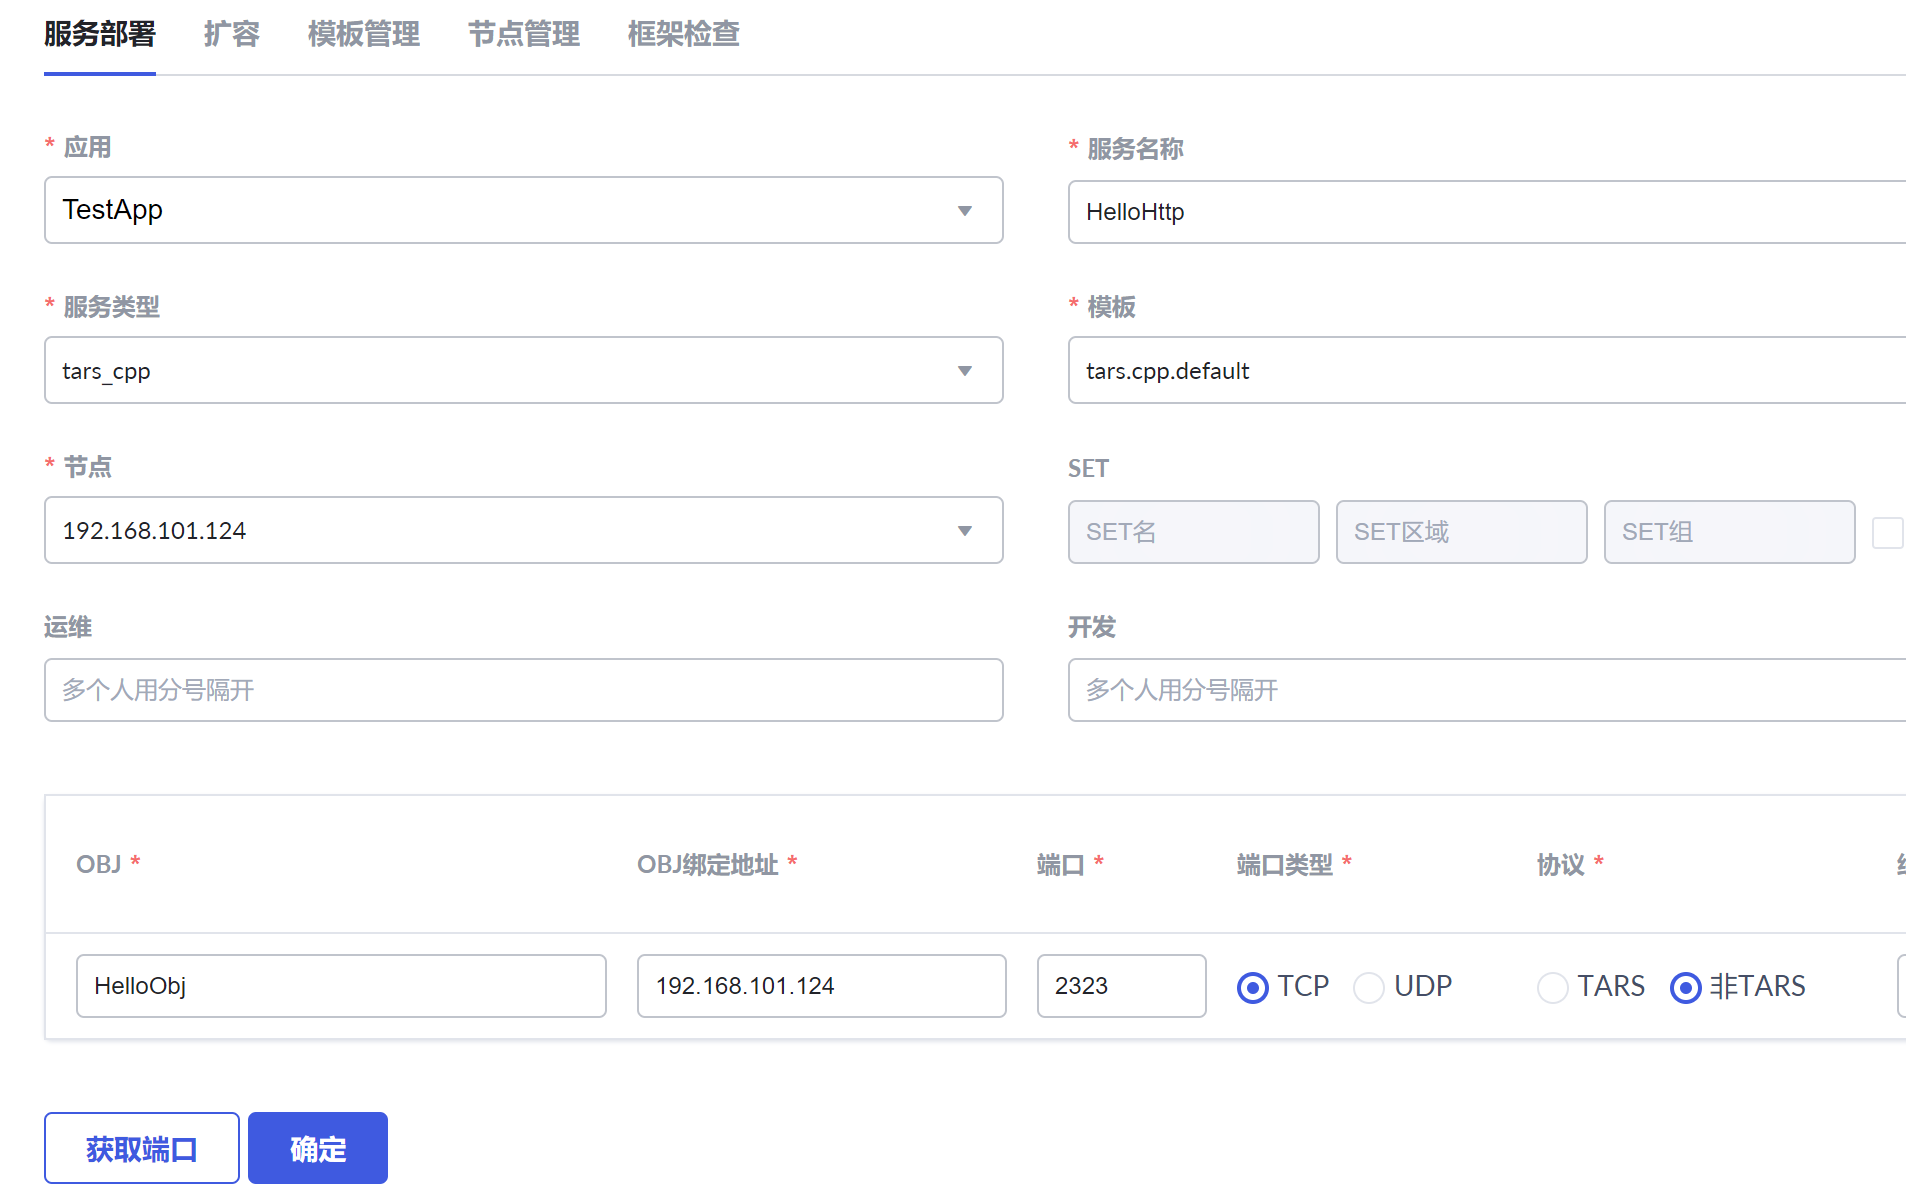 服务部署 扩容 模板管理 节点管理 框架检查
* 应用 * 服务名称
TestApp HelloHttp
* 服务类型 * 模板
tars_cpp tars.cpp.default
* 节点 SET
192.168.101.124 SET名 SET区域 SET组
运维 开发
多个人用分号隔开 多个人用分号隔开
OBJ * OBJ绑定地址 * 端口 * 端口类型 * 协议 *
HelloObj 192.168.101.124 2323 TCP UDP TARS 非TARS
获取端口 确定